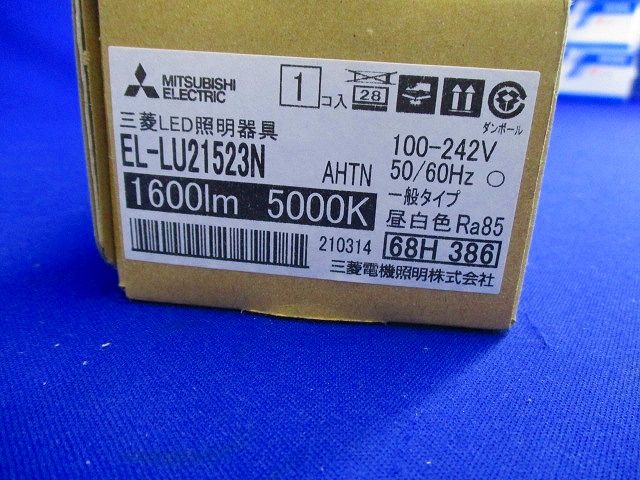 MITSUBISHI
ELECTRIC
1 コ入
28
ダンボール
三菱LED照明器具
EL-LU21523N
AHTN
100-242V
50/60Hz
1600lm 5000K
一般タイプ
昼白色 Ra85
210314
68H 386
三菱電機照明株式会社